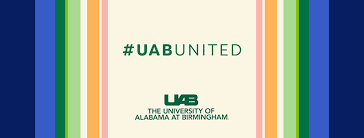 #UABUNITED
UAB
THE UNIVERSITY OF
ALABAMA AT BIRMINGHAM